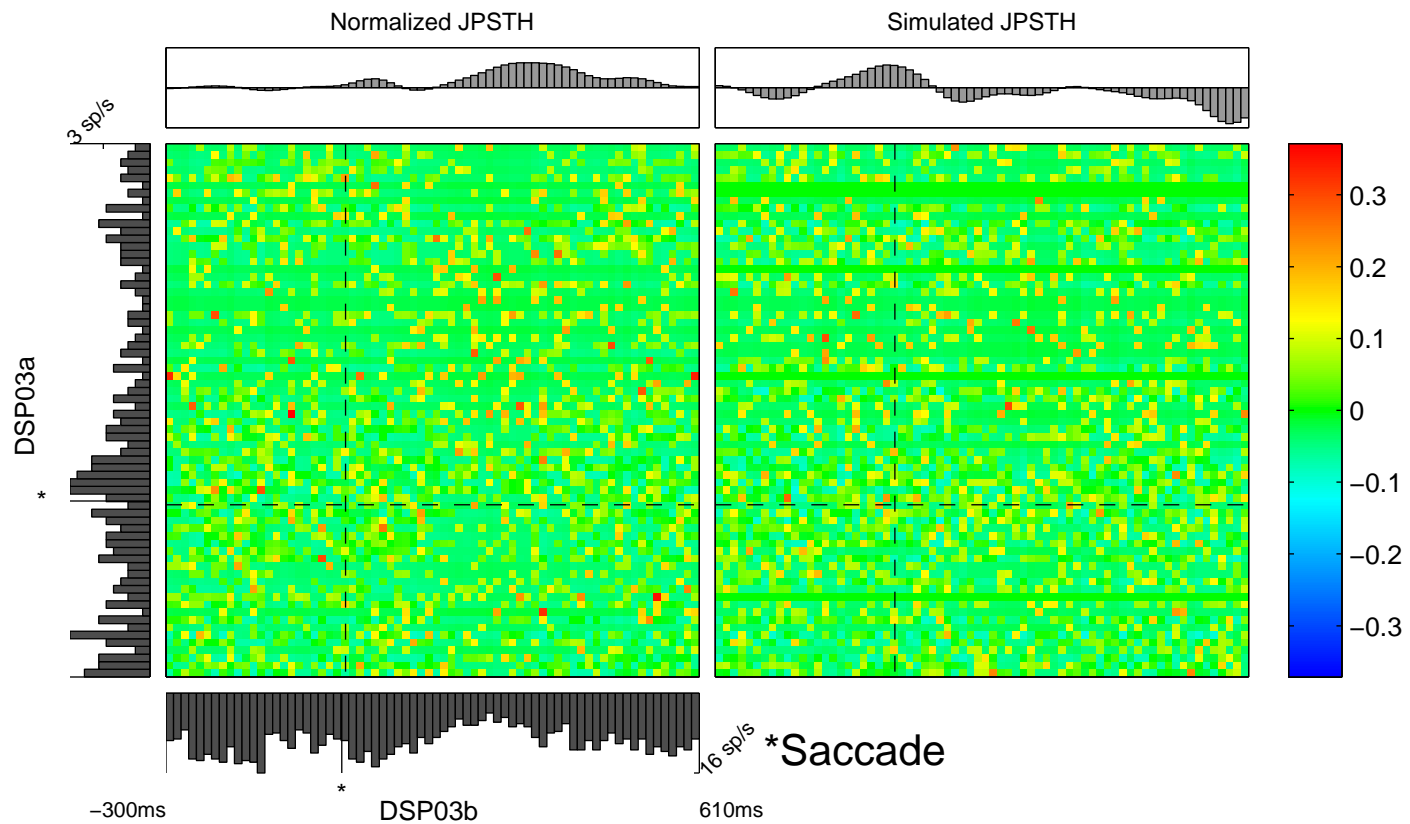 Normalized JPSTH
Simulated JPSTH
3 sp/s
DSP03a
*
0.3
0.2
0.1
0
−0.1
−0.2
−0.3
16 sp/s
*Saccade
*
−300ms
DSP03b
610ms